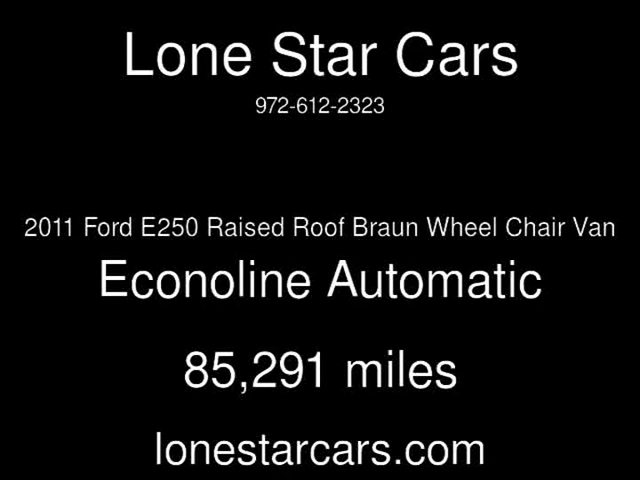 Lone Star Cars
972-612-2323
2011 Ford E250 Raised Roof Braun Wheel Chair Van
Econoline Automatic
85,291 miles
lonestarcars.com